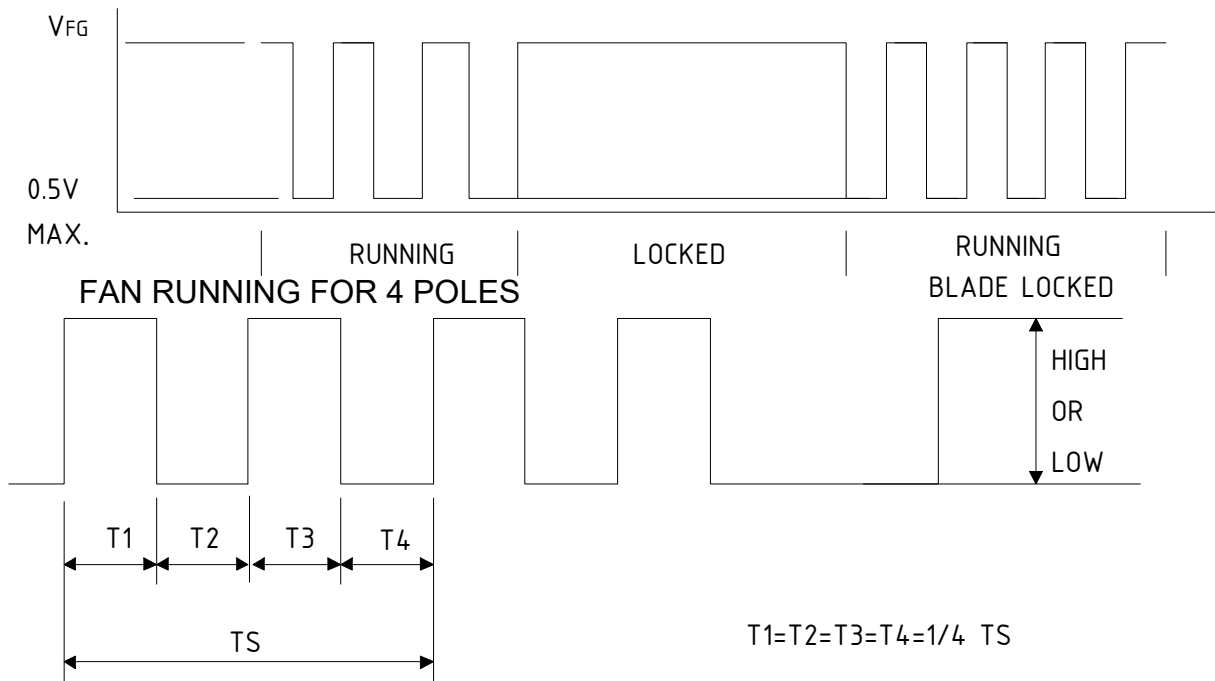 VFG
0.5V
MAX.
RUNNING
LOCKED
RUNNING
FAN RUNNING FOR 4 POLES
BLADE LOCKED
HIGH
OR
LOW
T1 T2 T3 T4
TS
T1=T2=T3=T4=1/4 TS